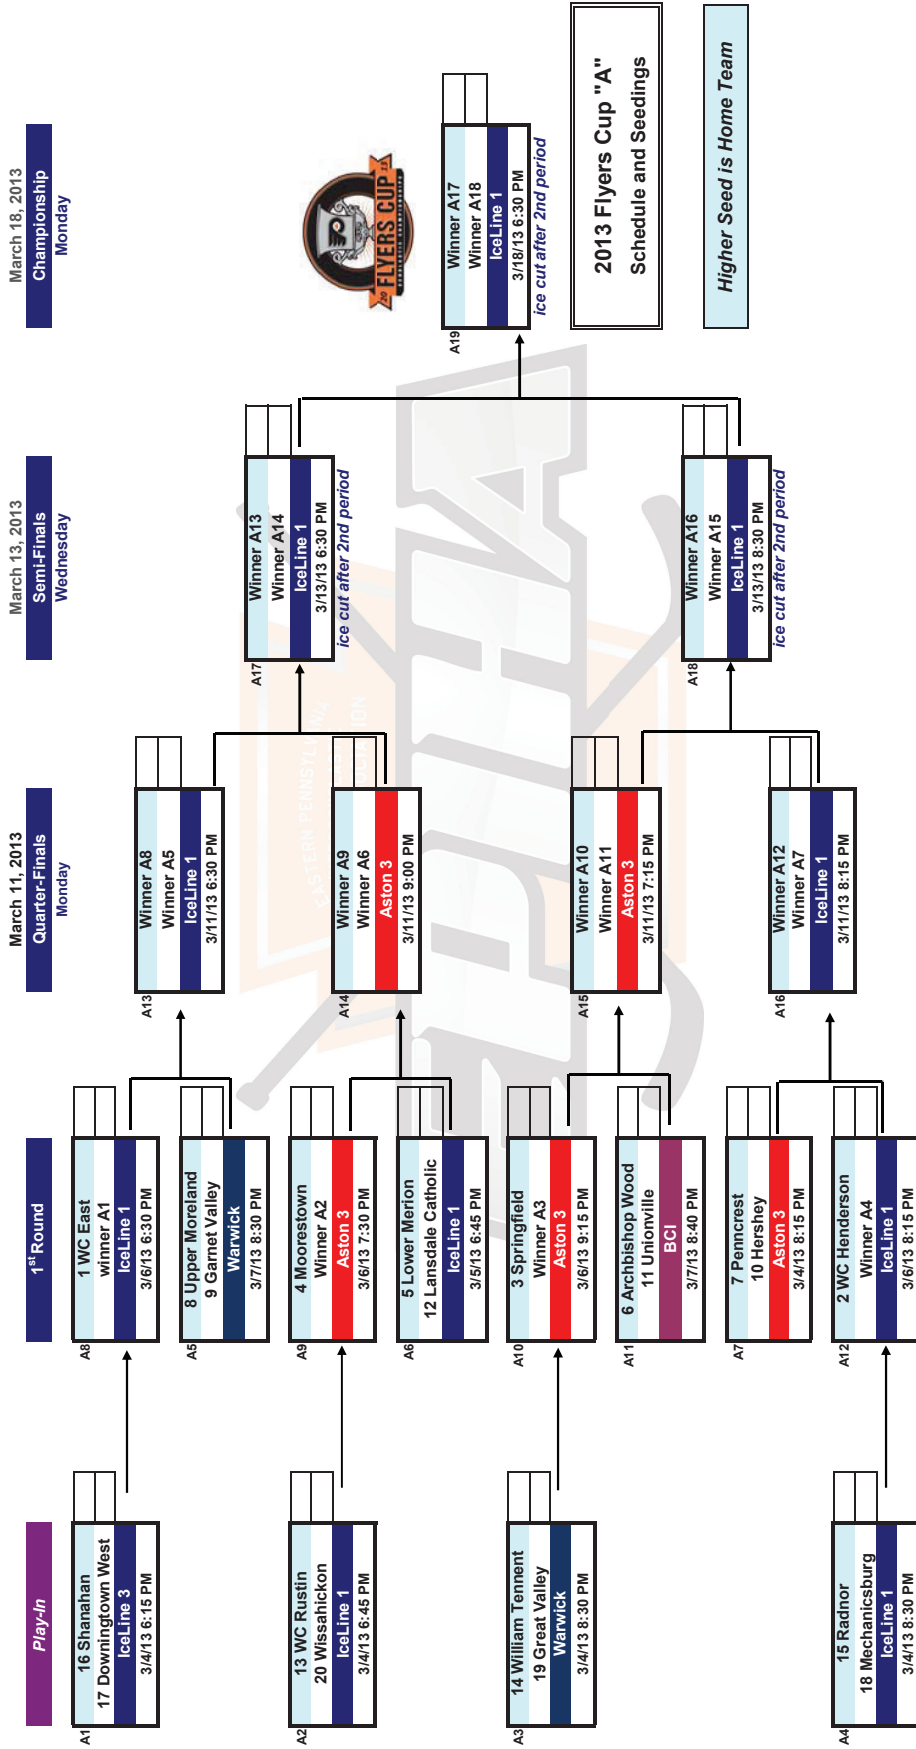 Play-In
1st Round
March 11, 2013
Quarter-Finals
Monday
March 13, 2013
Semi-Finals
Wednesday
March 18, 2013
Championship
Monday
A1
16 Shanahan
17 Downingtown West
IceLine 3
3/4/13 6:15 PM
A2
13 WC Rustin
20 Wissahickon
IceLine 1
3/4/13 6:45 PM
A3
14 William Tennent
19 Great Valley
Warwick
3/4/13 8:30 PM
A4
15 Radnor
18 Mechanicsburg
IceLine 1
3/4/13 8:30 PM
A8
1 WC East
winner A1
IceLine 1
3/6/13 6:30 PM
A5
8 Upper Moreland
9 Garnet Valley
Warwick
3/7/13 8:30 PM
A9
4 Moorestown
Winner A2
Aston 3
3/6/13 7:30 PM
A6
5 Lower Merion
12 Lansdale Catholic
IceLine 1
3/5/13 6:45 PM
A10
3 Springfield
Winner A3
Aston 3
3/6/13 9:15 PM
A11
6 Archbishop Wood
11 Unionville
BCI
3/7/13 8:40 PM
A7
7 Penncrest
10 Hershey
Aston 3
3/4/13 8:15 PM
A12
2 WC Henderson
Winner A4
IceLine 1
3/6/13 8:15 PM
A13
Winner A8
Winner A5
IceLine 1
3/11/13 6:30 PM
A14
Winner A9
Winner A6
Aston 3
3/11/13 9:00 PM
A15
Winner A10
Winner A11
Aston 3
3/11/13 7:15 PM
A16
Winner A12
Winner A7
IceLine 1
3/11/13 8:15 PM
A17
Winner A13
Winner A14
IceLine 1
3/13/13 6:30 PM
ice cut after 2nd period
A18
Winner A16
Winner A15
IceLine 1
3/13/13 8:30 PM
ice cut after 2nd period
FLYERS CUP
A19
Winner A17
Winner A18
IceLine 1
3/18/13 6:30 PM
ice cut after 2nd period
2013 Flyers Cup "A"
Schedule and Seedings
Higher Seed is Home Team